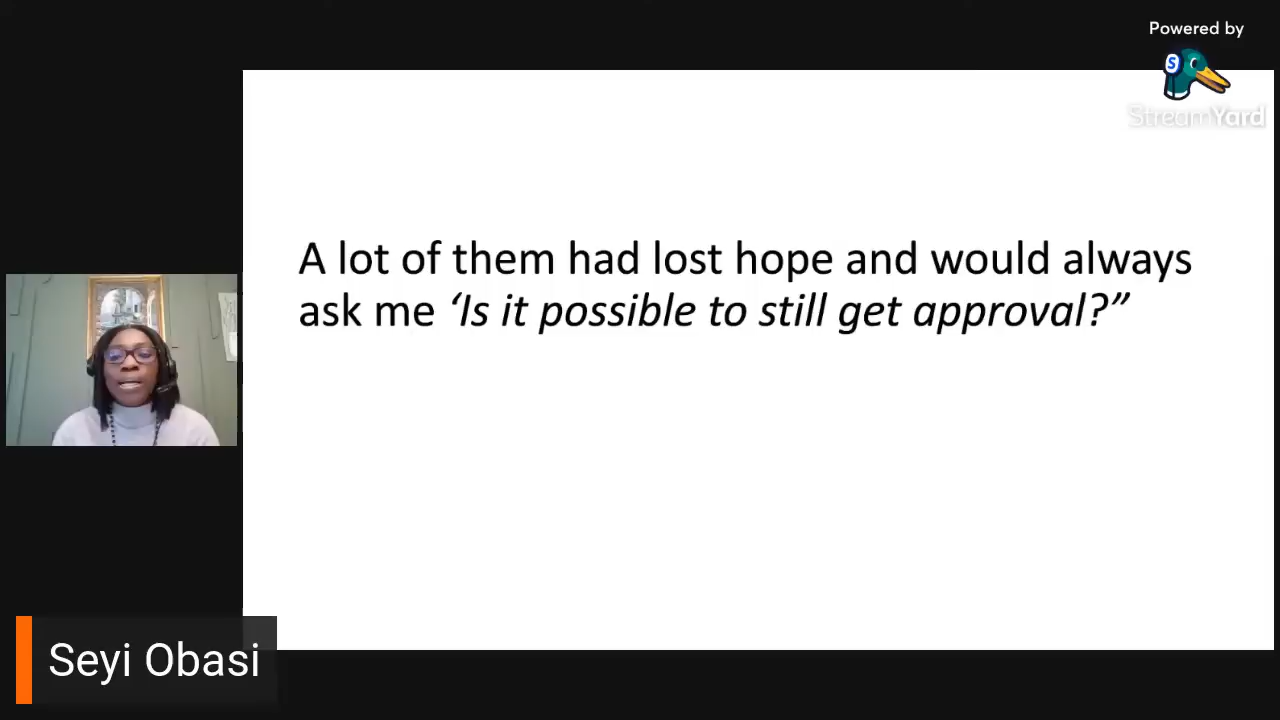 Powered by
StreamYard
A lot of them had lost hope and would always
ask me ‘Is it possible to still get approval?”
Seyi Obasi